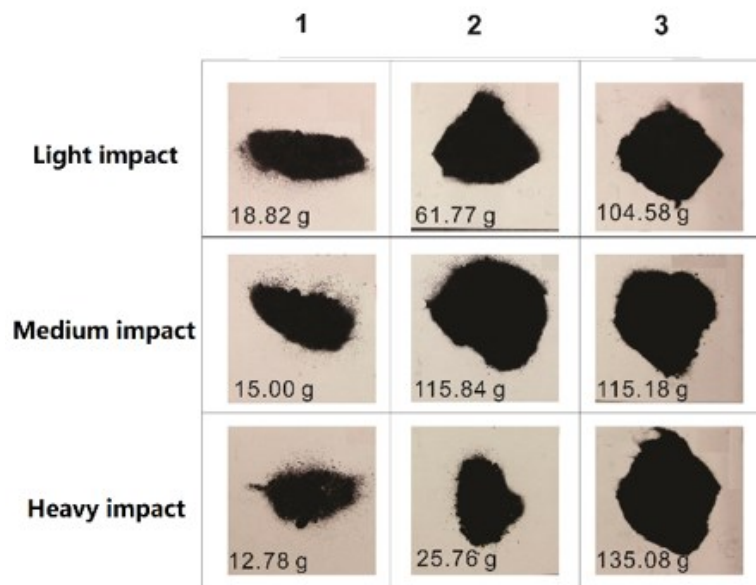 1 2 3
Light impact
18.82 g 61.77 g 104.58 g
Medium impact
15.00 g 115.84 g 115.18 g
Heavy impact
12.78 g 25.76 g 135.08 g